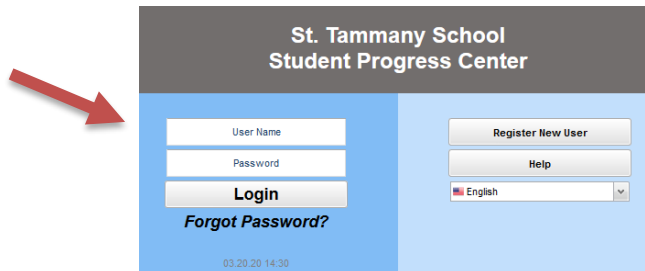 St. Tammany School
Student Progress Center
User Name
Password
Login
Forgot Password?
03.20.20 14:30
Register New User
Help
English